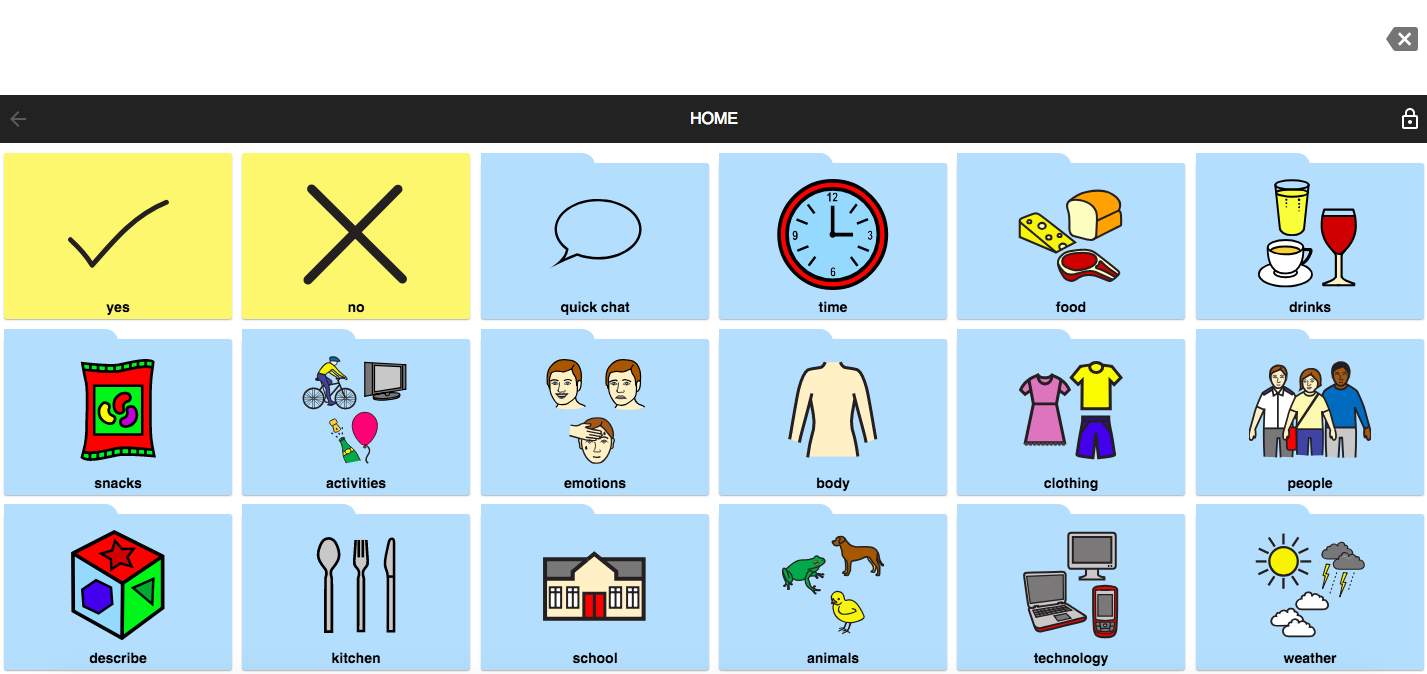 HOME
yes
no
quick chat
12
9
3
6
time
food
drinks
snacks
activities
emotions
body
clothing
people
describe
kitchen
school
animals
technology
weather